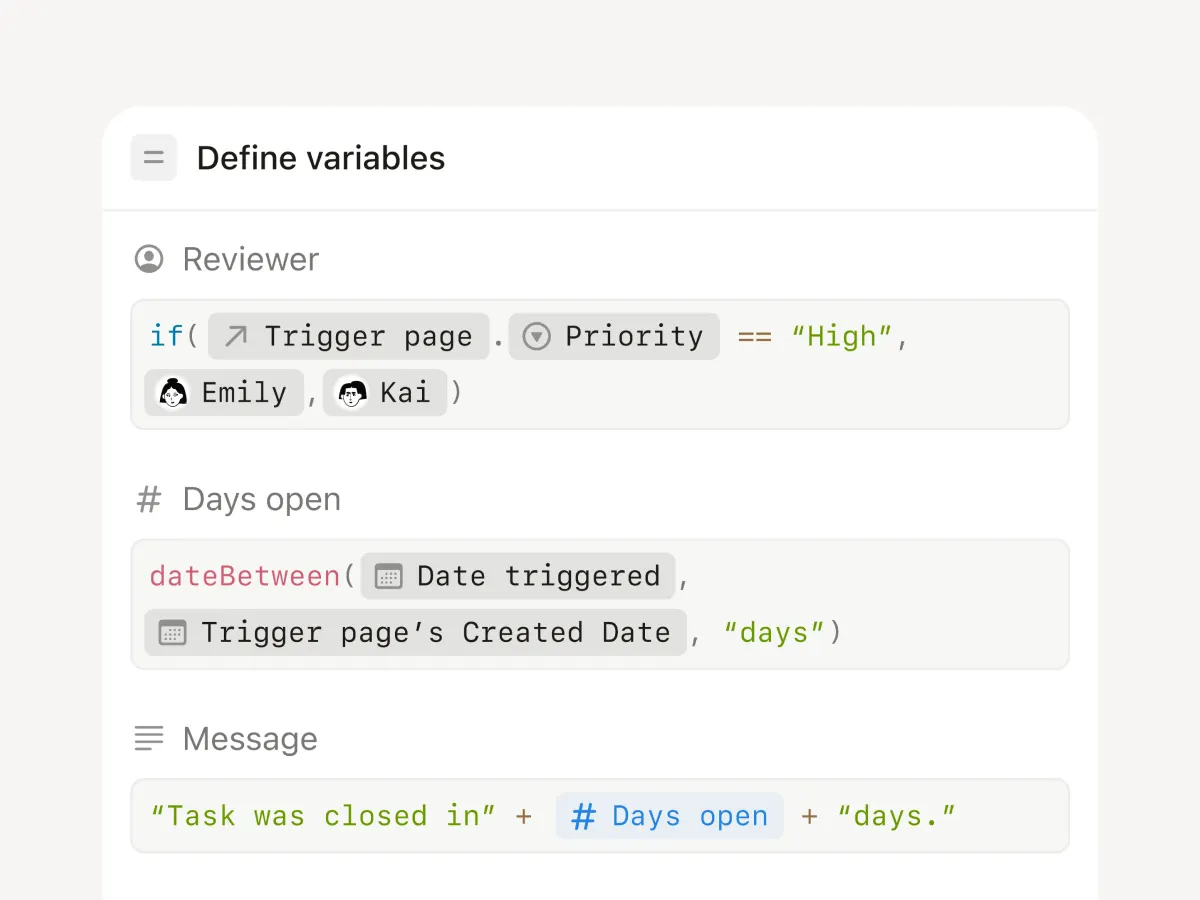 Define variables
Reviewer
if( Trigger page . Priority == “High”,
Emily , Kai )
# Days open
dateBetween( Date triggered ,
Trigger page’s Created Date , “days”)
Message
“Task was closed in” + # Days open + “days.”